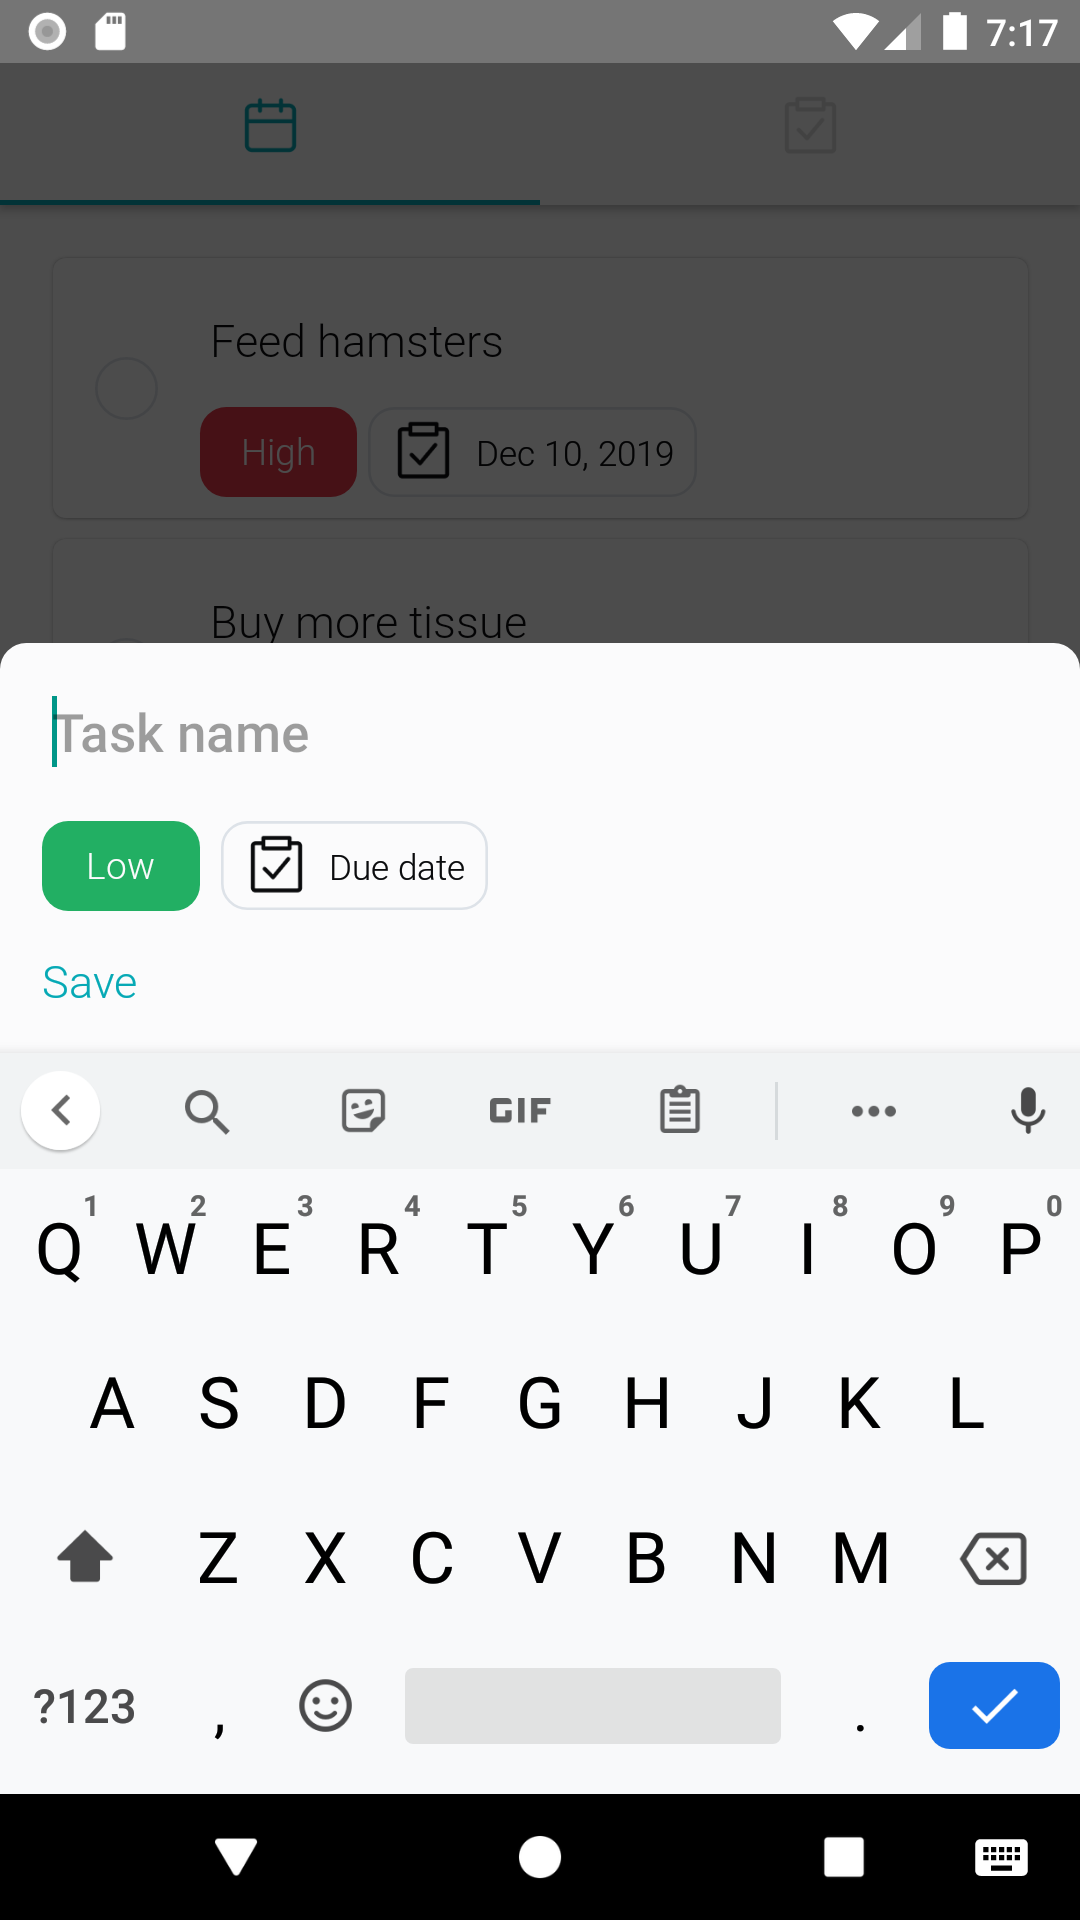 7:17
Feed hamsters
High
Dec 10, 2019
Buy more tissue
Task name
Low
Due date
Save
GIF
1 2 3 4 5 6 7 8 9 0
Q W E R T Y U I O P
A S D F G H J K L
Z X C V B N M
?123 , .